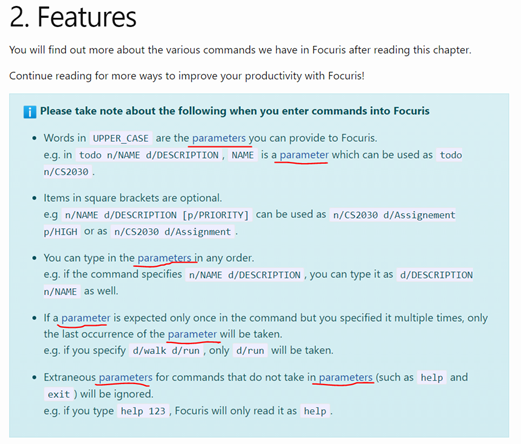 2. Features
You will find out more about the various commands we have in Focuris after reading this chapter.
Continue reading for more ways to improve your productivity with Focuris!
Please take note about the following when you enter commands into Focuris
• Words in UPPER_CASE are the parameters you can provide to Focuris.
e.g. in todo n/NAME d/DESCRIPTION, NAME is a parameter which can be used as todo
n/CS2030.
• Items in square brackets are optional.
e.g n/NAME d/DESCRIPTION [p/PRIORITY] can be used as n/CS2030 d/Assignement
p/HIGH or as n/CS2030 d/Assignment.
• You can type in the parameters in any order.
e.g. if the command specifies n/NAME d/DESCRIPTION, you can type it as d/DESCRIPTION
n/NAME as well.
• If a parameter is expected only once in the command but you specified it multiple times, only
the last occurrence of the parameter will be taken.
e.g. if you specify d/walk d/run, only d/run will be taken.
• Extraneous parameters for commands that do not take in parameters (such as help and
exit) will be ignored.
e.g. if you type help 123, Focuris will only read it as help.